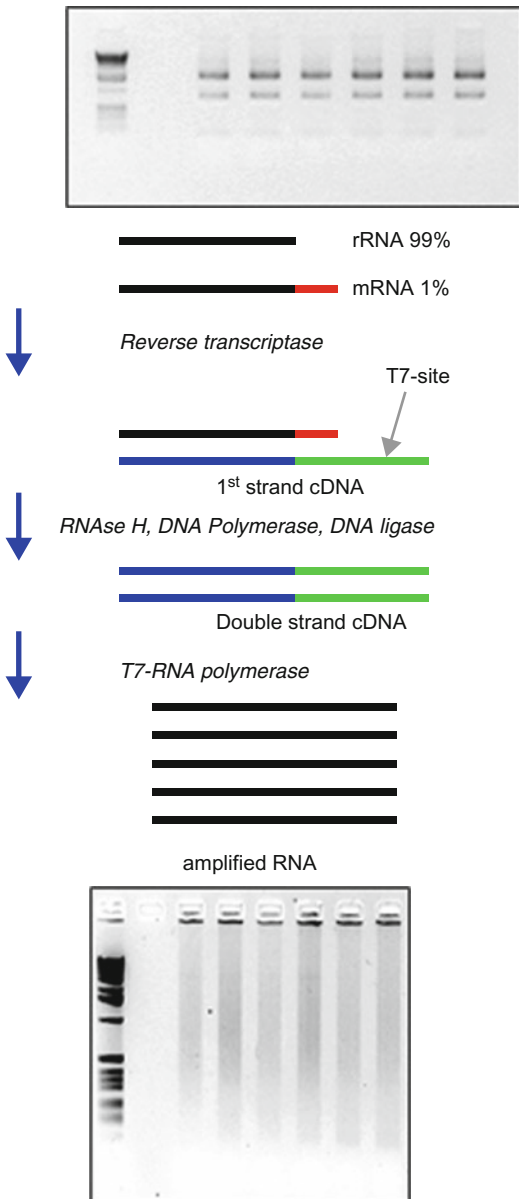 rRNA 99%
mRNA 1%
Reverse transcriptase
T7-site
1st strand cDNA
RNAse H, DNA Polymerase, DNA ligase
Double strand cDNA
T7-RNA polymerase
amplified RNA